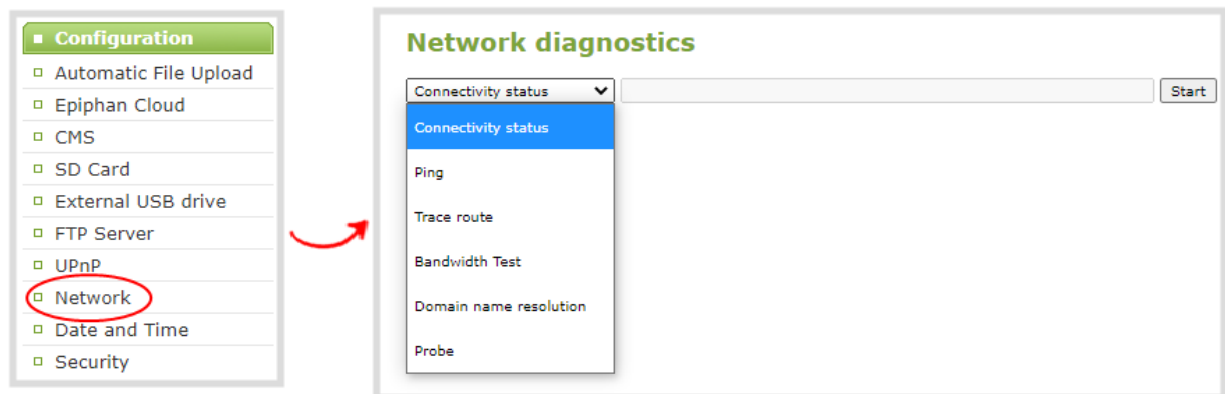 Configuration
Automatic File Upload
Epiphan Cloud
CMS
SD Card
External USB drive
FTP Server
UPnP
Network
Date and Time
Security
Network diagnostics
Connectivity status
Start
Connectivity status
Ping
Trace route
Bandwidth Test
Domain name resolution
Probe